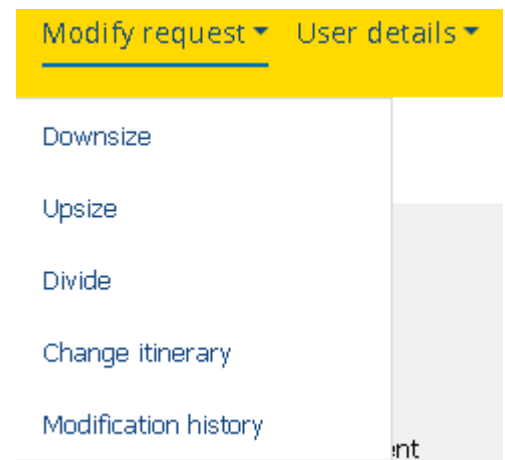 Modify request User details
Downsize
Upsize
Divide
Change itinerary
Modification history